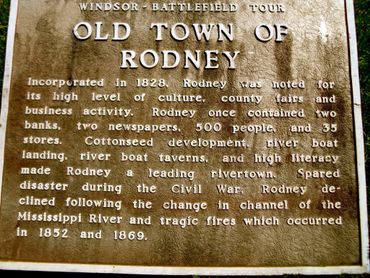 WINDSOR-BATTLEFIELD TOUR
OLD TOWN OF
RODNEY
Incorporated in 1828, Rodney was noted for
its high level of culture, county fairs and
business activity. Rodney once contained two
banks, two newspapers, 500 people, and 35
stores. Cottonseed development, river boat
landing, river boat taverns, and high literacy
made Rodney a leading rivertown. Spared
disaster during the Civil War, Rodney de-
clined following the change in channel of the
Mississippi River and tragic fires which occurred
in 1852 and 1869.